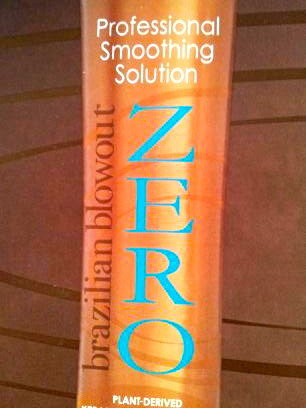 Professional
Smoothing
Solution
brazilian blowout
ZERO
PLANT-DERIVED